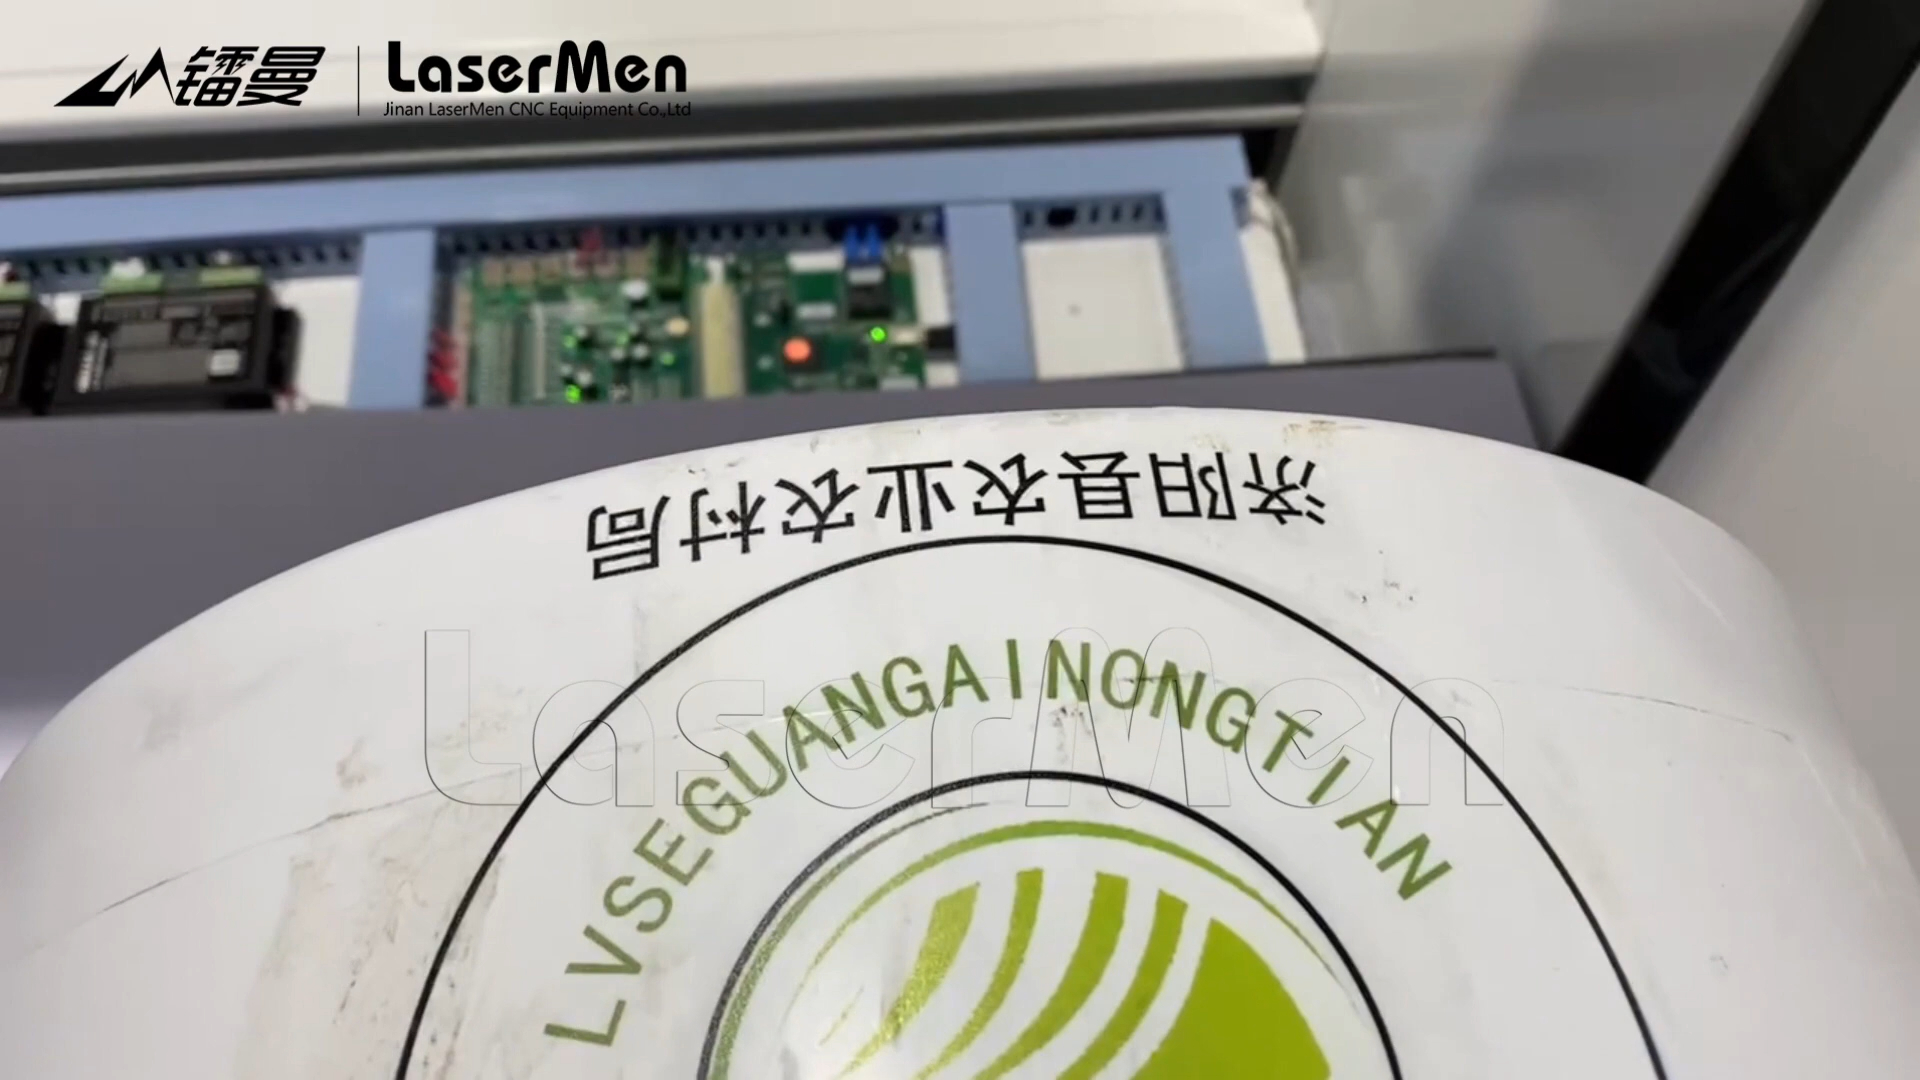 镭曼
LaserMen
Jinan LaserMen CNC Equipment Co.,Ltd
济阳县农业农村局
LVSEGUANGAINONGTIAN
LaserMen